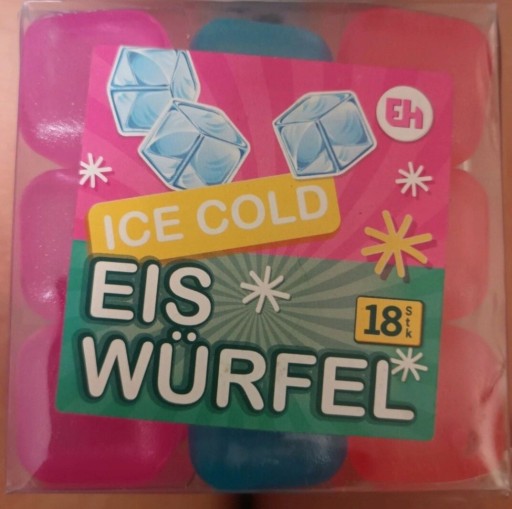 EH
ICE COLD
EIS
WÜRFEL
18 Stk